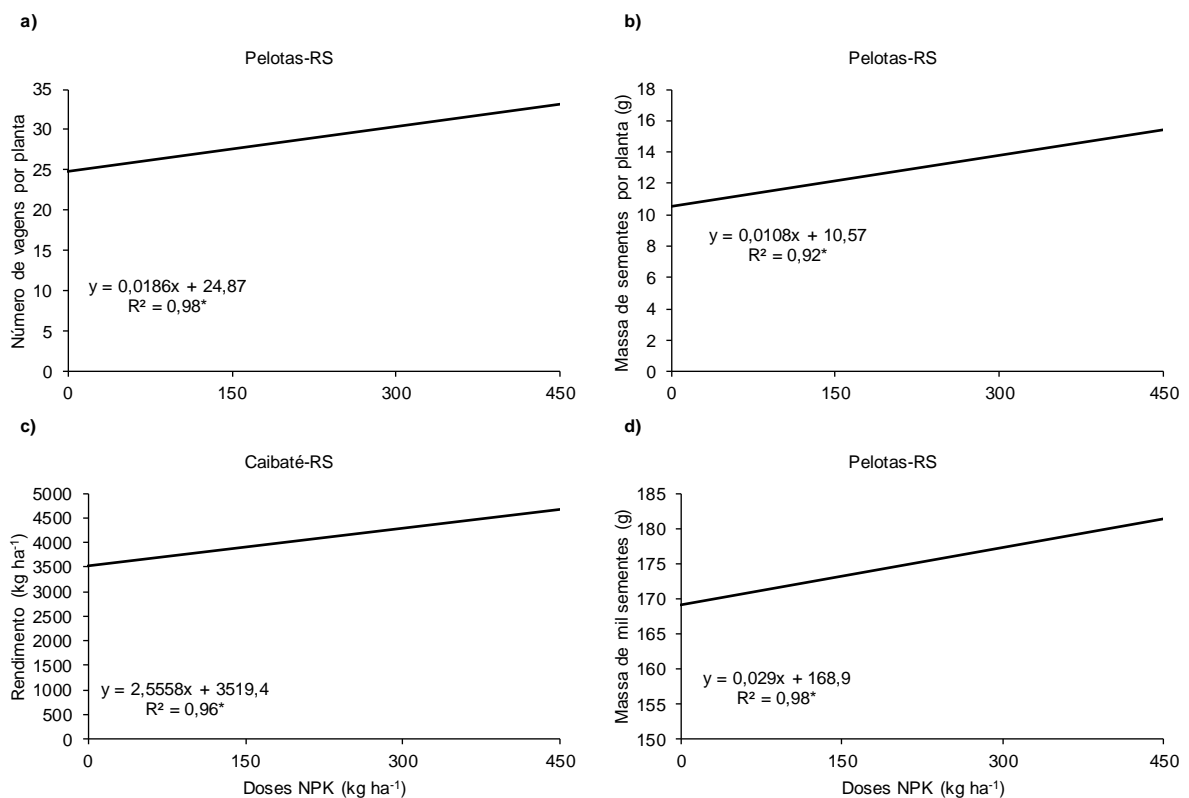 a)
Pelotas-RS
Número de vagens por planta
35
30
25
20
15
10
5
0
y = 0,0186x + 24,87
R² = 0,98*
0 150 300 450
b)
Pelotas-RS
Massa de sementes por planta (g)
18
16
14
12
10
8
6
4
2
0
y = 0,0108x + 10,57
R² = 0,92*
0 150 300 450
c)
Caibaté-RS
Rendimento (kg ha⁻¹)
5000
4500
4000
3500
3000
2500
2000
1500
1000
500
0
y = 2,5558x + 3519,4
R² = 0,96*
0 150 300 450
Doses NPK (kg ha⁻¹)
d)
Pelotas-RS
Massa de mil sementes (g)
185
180
175
170
165
160
155
150
y = 0,029x + 168,9
R² = 0,98*
0 150 300 450
Doses NPK (kg ha⁻¹)